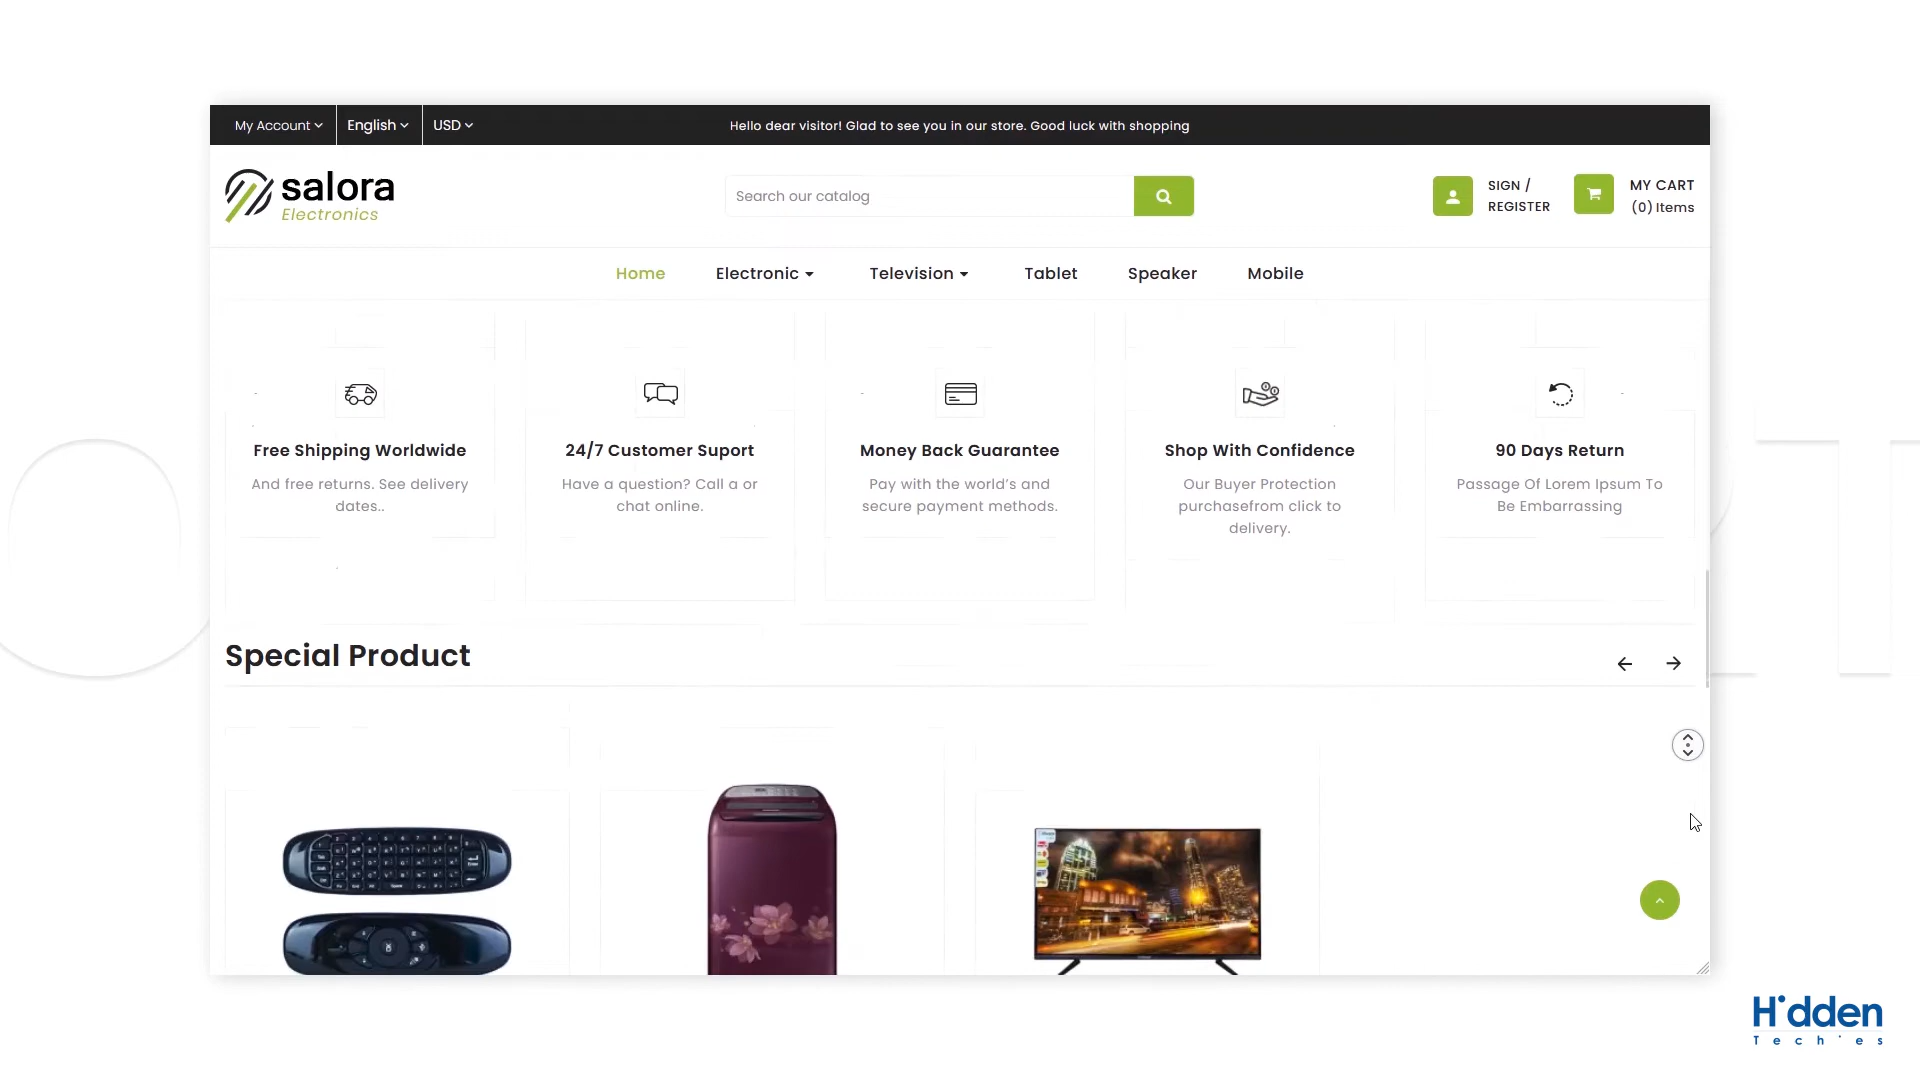 My Account
English
USD
Hello dear visitor! Glad to see you in our store. Good luck with shopping
salora
Electronics
Search our catalog
SIGN /
REGISTER
MY CART
(0) Items
Home
Electronic
Television
Tablet
Speaker
Mobile
Free Shipping Worldwide
And free returns. See delivery
dates..
24/7 Customer Suport
Have a question? Call a or
chat online.
Money Back Guarantee
Pay with the world's and
secure payment methods.
Shop With Confidence
Our Buyer Protection
purchasefrom click to
delivery.
90 Days Return
Passage Of Lorem Ipsum To
Be Embarrassing
Special Product
Hidden
Techies